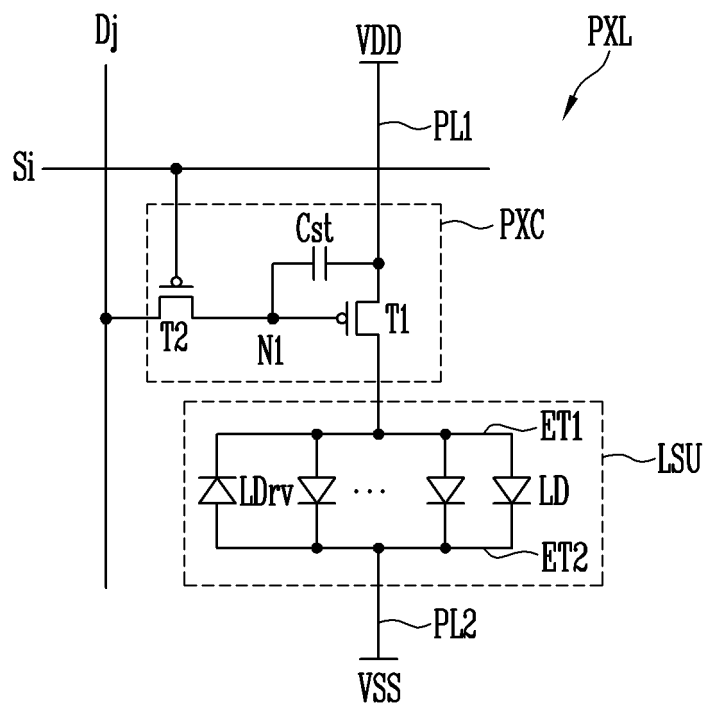 Dj
VDD
PXL
PL1
Si
Cst
PXC
T1
T2
N1
ET1
LSU
LDrv
...
LD
ET2
PL2
VSS